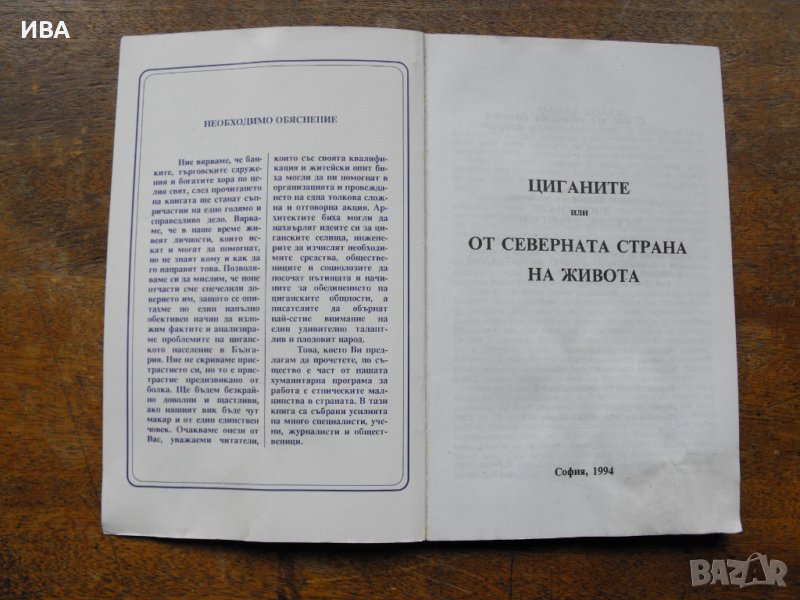 ИВА
НЕОБХОДИМО ОБЯСНЕНИЕ
Ние вярваме, че бан-
ките, търговските сдруже-
ния и богатите хора по це-
лия свят, след прочитането
на книгата ще станат съп-
ричастни на едно голямо и
справедливо дело. Вярва-
ме, че в наше време жи-
веят личности, които ис-
кат и могат да помогнат,
но не знаят кому и как да
го направят това. Позволя-
ваме си да мислим, че поне
отчасти сме спечелили до-
верието им, защото се опи-
тахме по един напълно
обективен начин да изло-
жим фактите и анализира-
ме проблемите на циган-
ското население в Бълга-
рия. Ние не скриваме прис-
трастието си, но то е прис-
трастие предизвикано от
болка. Ще бъдем безкрай-
но доволни и щастливи,
ако нашият вик бъде чут
макар и от един единствен
човек. Очакваме онези от
Вас, уважаеми читатели,
които със своята квалифи-
кация и житейски опит би-
ха могли да ни помогнат в
организацията и провежда-
нето на една толкова слож-
на и отговорна акция. Ар-
хитектите биха могли да
нахвърлят идеите си за ци-
ганските селища, инжене-
рите да изчислят необходи-
мите средства, обществе-
ниците и социолозите да
посочат пътищата и начи-
ните за обединението на
циганските общности, а
писателите да обърнат
най-сетне внимание на
един удивително талант-
лив и плодовит народ.
Това, което Ви пред-
лагам да прочетете, по съ-
щество е част от нашата
хуманитарна програма за
работа с етническите мал-
цинства в страната. В тази
книга са събрани усилията
на много специалисти, уче-
ни, журналисти и общест-
веници.
ЦИГАНИТЕ
или
ОТ СЕВЕРНАТА СТРАНА
НА ЖИВОТА
София, 1994
BAZAR